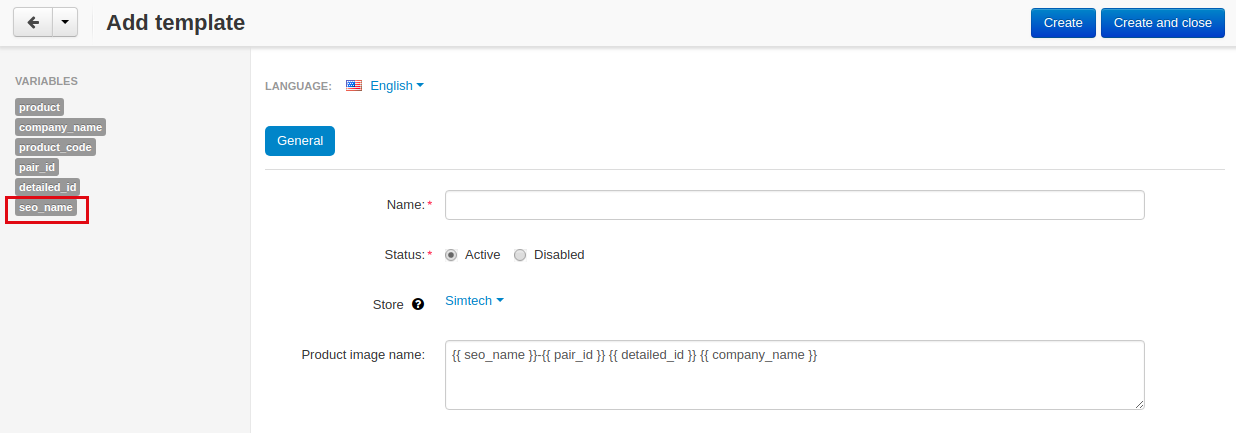 Add template
Create
Create and close
VARIABLES
product
company_name
product_code
pair_id
detailed_id
seo_name
LANGUAGE:
English
General
Name:*
Status:*
Active
Disabled
Store ?
Simtech
Product image name:
{{ seo_name }}-{{ pair_id }} {{ detailed_id }} {{ company_name }}